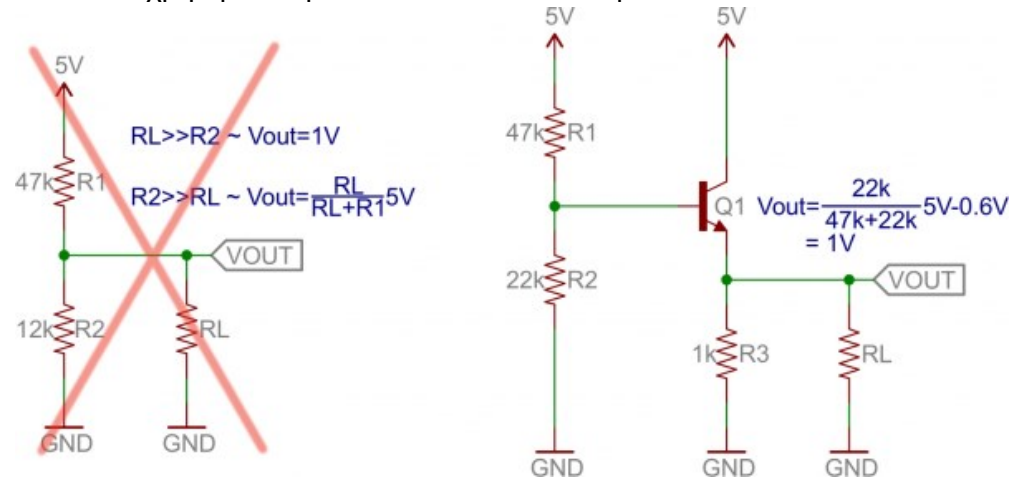 5V
RL>>R2 ~ Vout=1V
47k R1
R2>>RL ~ Vout=RL/RL+R1 5V
VOUT
12k R2
RL
GND
GND
5V
5V
47k R1
Q1
Vout=22k/47k+22k 5V-0.6V
= 1V
22k R2
VOUT
1k R3
RL
GND
GND
GND